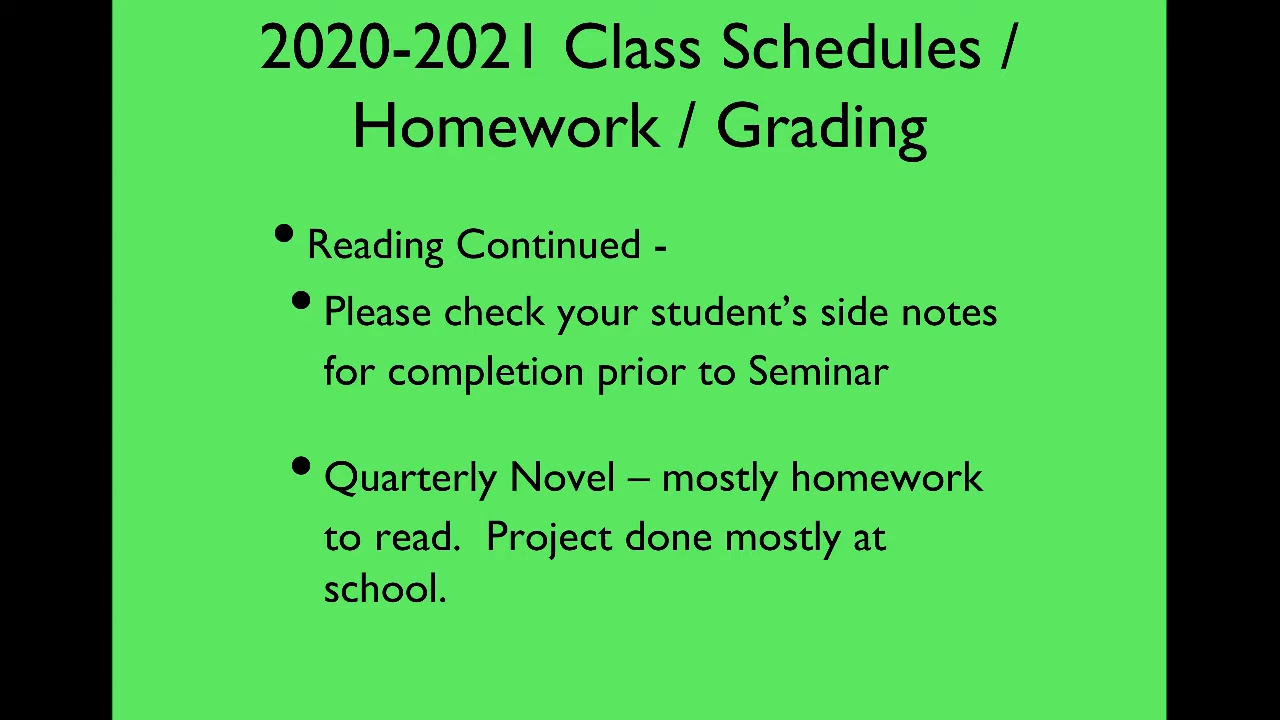 2020-2021 Class Schedules /
Homework / Grading
• Reading Continued -
• Please check your student’s side notes
for completion prior to Seminar
• Quarterly Novel – mostly homework
to read.  Project done mostly at
school.